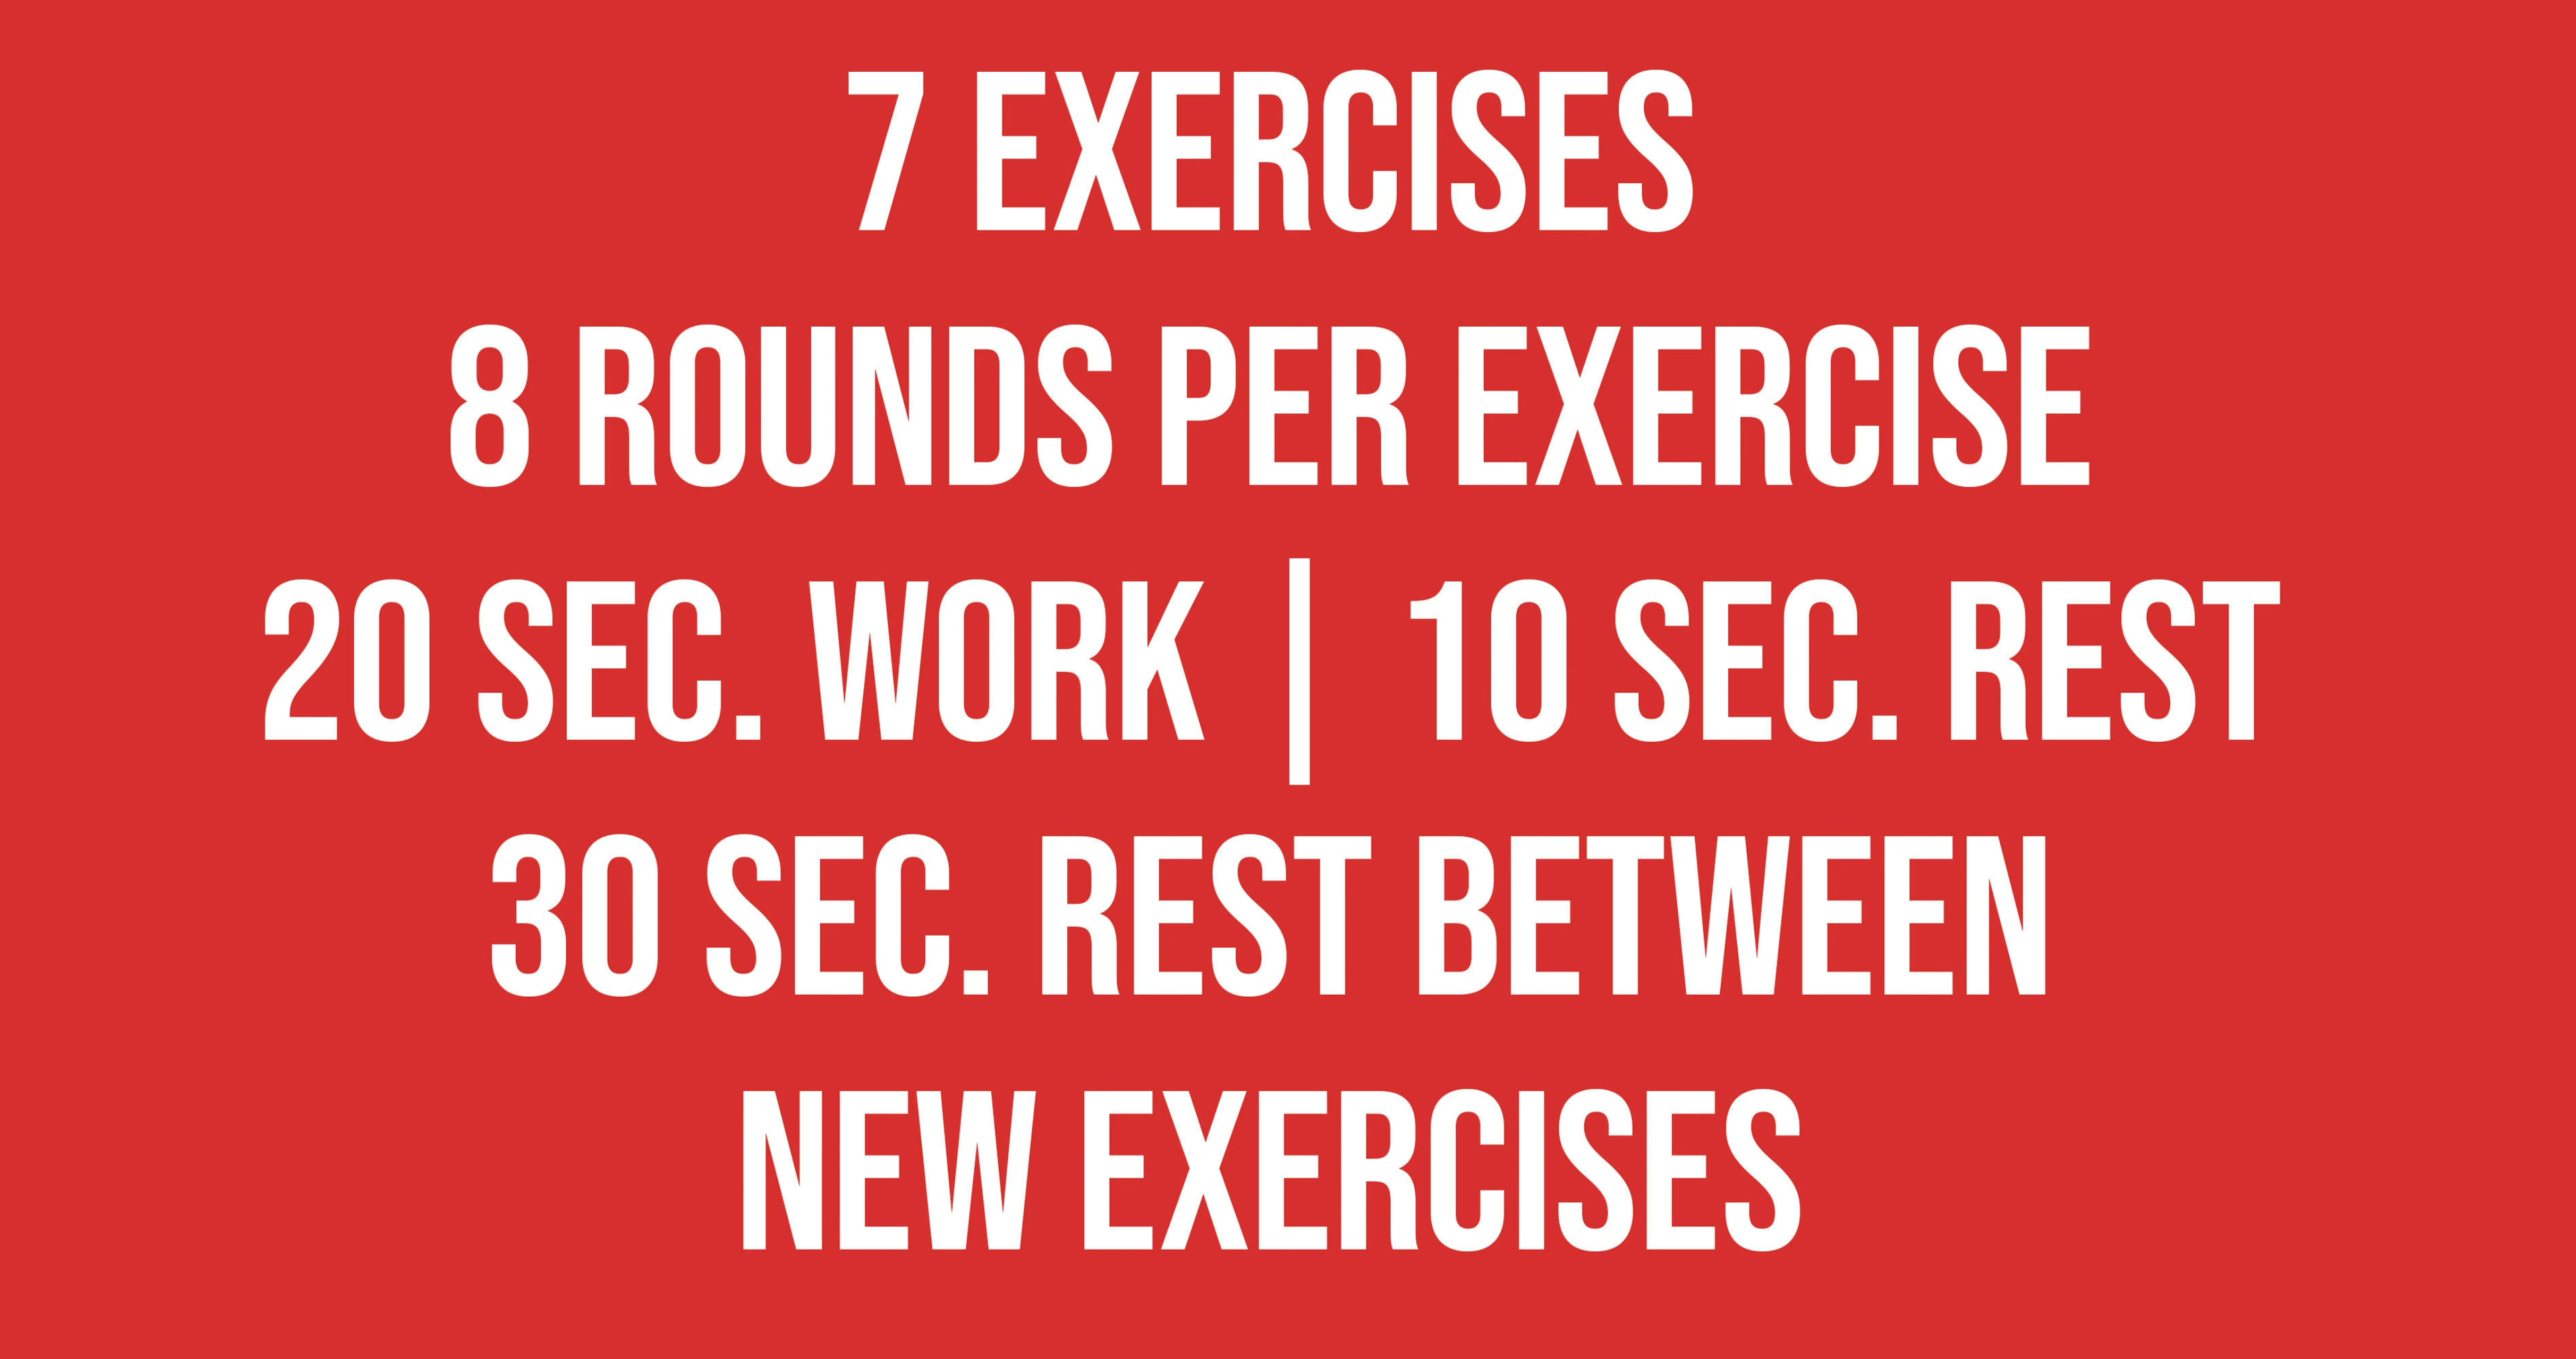 7 EXERCISES
8 ROUNDS PER EXERCISE
20 SEC. WORK | 10 SEC. REST
30 SEC. REST BETWEEN
NEW EXERCISES